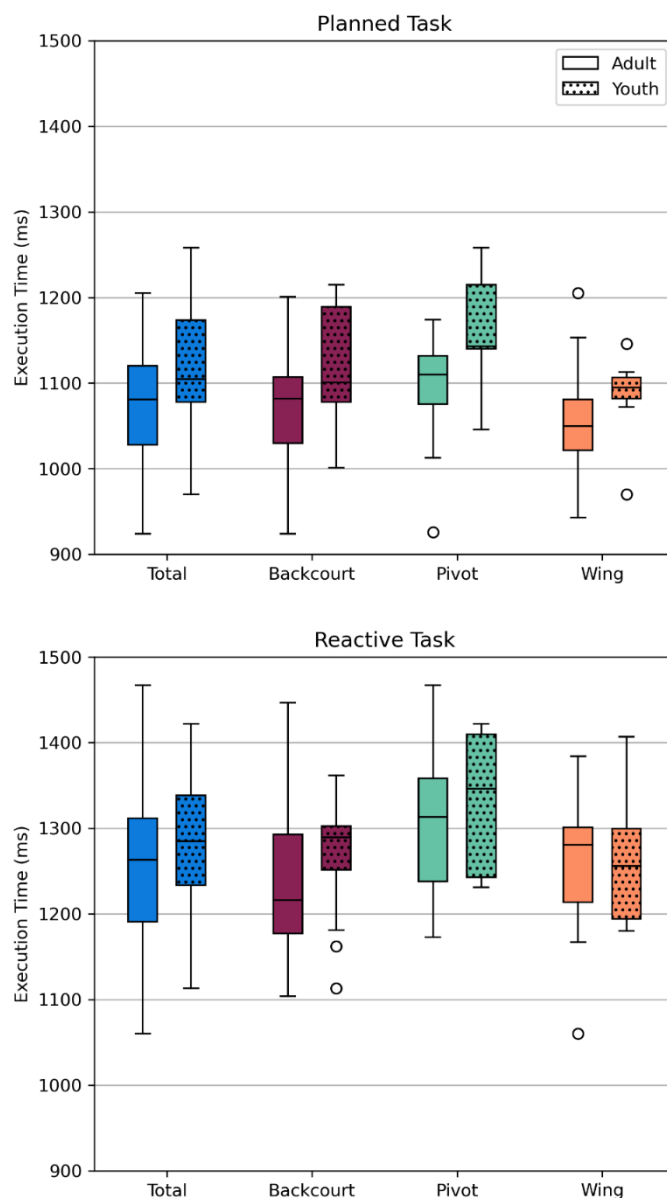 Planned Task
1500
1400
1300
1200
1100
1000
900
Execution Time (ms)
Adult
Youth
Total Backcourt Pivot Wing
Reactive Task
1500
1400
1300
1200
1100
1000
900
Execution Time (ms)
Total Backcourt Pivot Wing